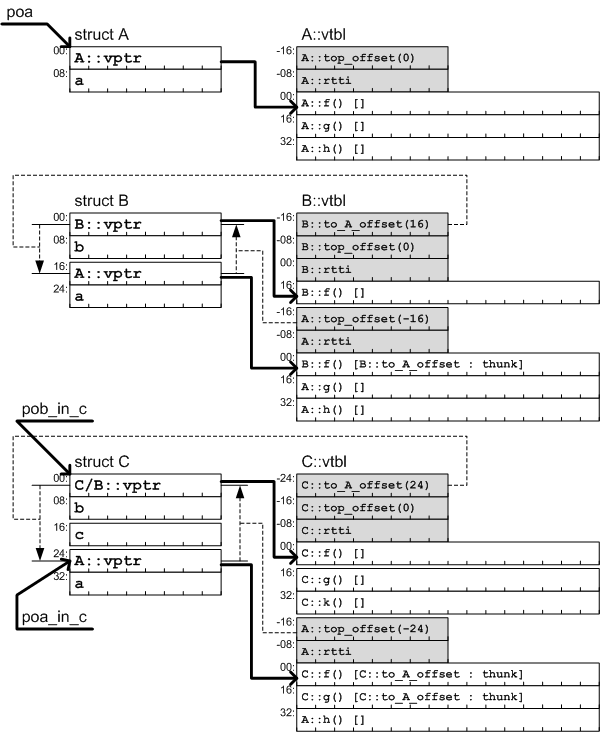 poa
struct A
A::vtbl
00:
A::vptr
08:
a
-16:
A::top_offset(0)
-08:
A::rtti
00:
A::f() []
16:
A::g() []
32:
A::h() []
struct B
B::vtbl
00:
B::vptr
08:
b
16:
A::vptr
24:
a
-16:
B::to_A_offset(16)
-08:
B::top_offset(0)
00:
B::rtti
16:
B::f() []
-16:
A::top_offset(-16)
-08:
A::rtti
00:
B::f() [B::to_A_offset : thunk]
16:
A::g() []
32:
A::h() []
pob_in_c
struct C
C::vtbl
00:
C/B::vptr
08:
b
16:
c
24:
A::vptr
32:
a
poa_in_c
-24:
C::to_A_offset(24)
-16:
C::top_offset(0)
-08:
C::rtti
00:
C::f() []
16:
C::g() []
32:
C::k() []
-16:
A::top_offset(-24)
-08:
A::rtti
00:
C::f() [C::to_A_offset : thunk]
16:
C::g() [C::to_A_offset : thunk]
32:
A::h() []